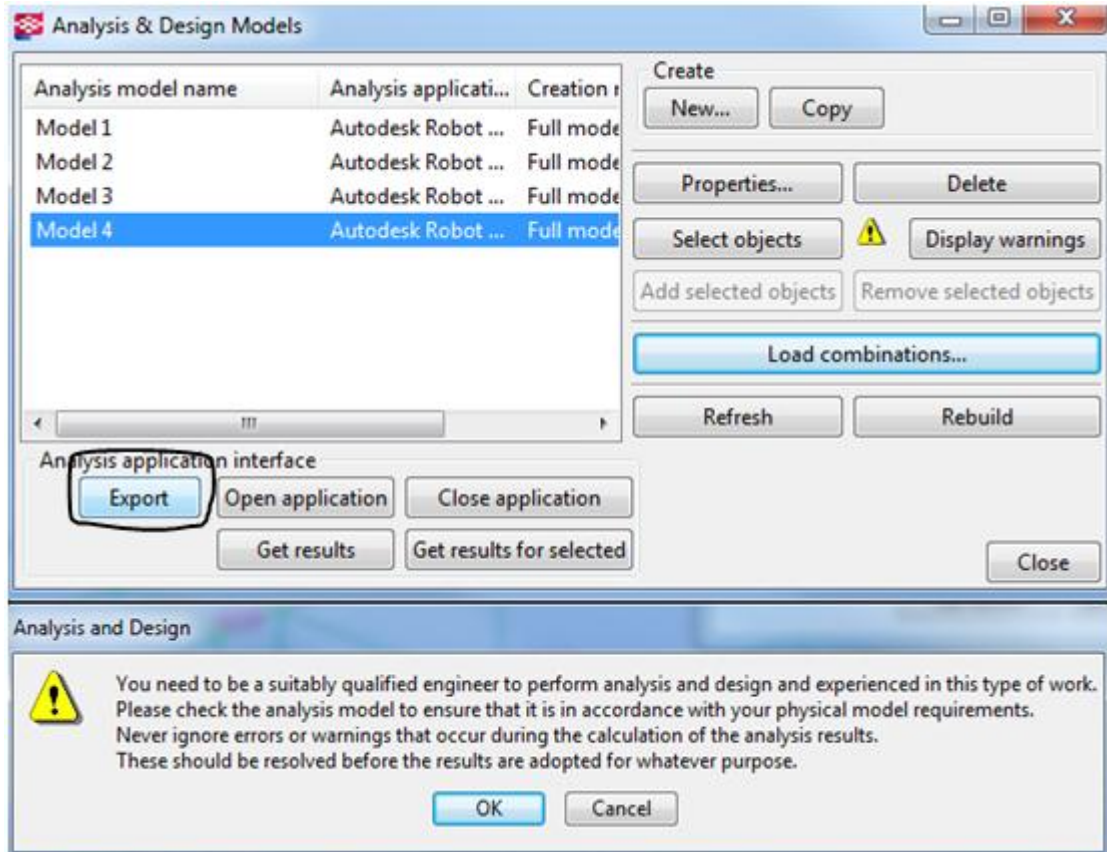 Analysis & Design Models
Analysis model name Analysis applicati... Creation r
Model 1 Autodesk Robot ... Full mode
Model 2 Autodesk Robot ... Full mode
Model 3 Autodesk Robot ... Full mode
Model 4 Autodesk Robot ... Full mode
Create
New... Copy
Properties... Delete
Select objects Display warnings
Add selected objects Remove selected objects
Load combinations...
Refresh Rebuild
Analysis application interface
Export Open application Close application
Get results Get results for selected
Close
Analysis and Design
You need to be a suitably qualified engineer to perform analysis and design and experienced in this type of work.
Please check the analysis model to ensure that it is in accordance with your physical model requirements.
Never ignore errors or warnings that occur during the calculation of the analysis results.
These should be resolved before the results are adopted for whatever purpose.
OK Cancel